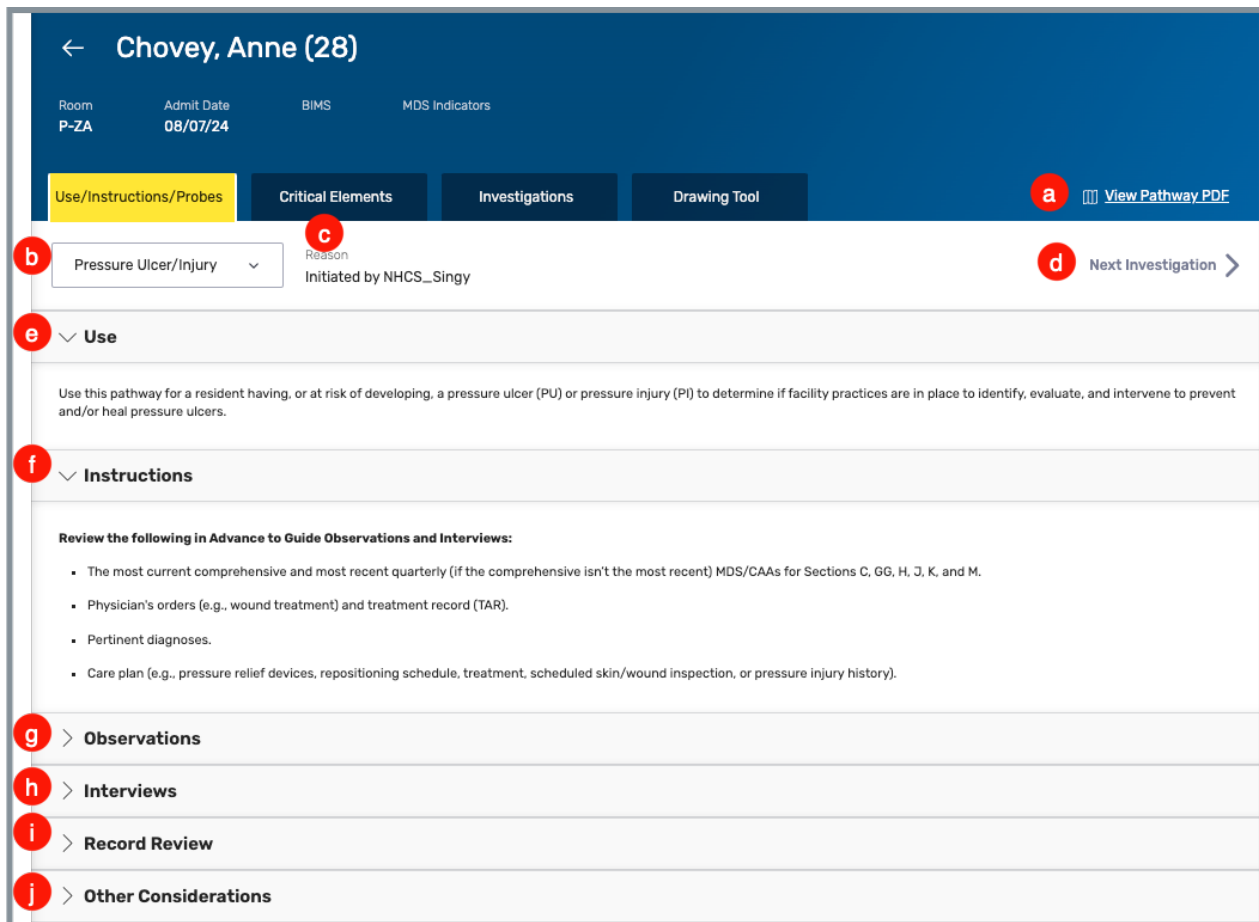 ← Chovey, Anne (28)
Room Admit Date BIMS MDS Indicators
P-ZA 08/07/24
Use/Instructions/Probes Critical Elements Investigations Drawing Tool a View Pathway PDF
c
b Pressure Ulcer/Injury Reason d Next Investigation
Initiated by NHCS_Singy
e Use
Use this pathway for a resident having, or at risk of developing, a pressure ulcer (PU) or pressure injury (PI) to determine if facility practices are in place to identify, evaluate, and intervene to prevent
and/or heal pressure ulcers.
f Instructions
Review the following in Advance to Guide Observations and Interviews:
▪ The most current comprehensive and most recent quarterly (if the comprehensive isn't the most recent) MDS/CAAs for Sections C, GG, H, J, K, and M.
▪ Physician's orders (e.g., wound treatment) and treatment record (TAR).
▪ Pertinent diagnoses.
▪ Care plan (e.g., pressure relief devices, repositioning schedule, treatment, scheduled skin/wound inspection, or pressure injury history).
g Observations
h Interviews
i Record Review
j Other Considerations